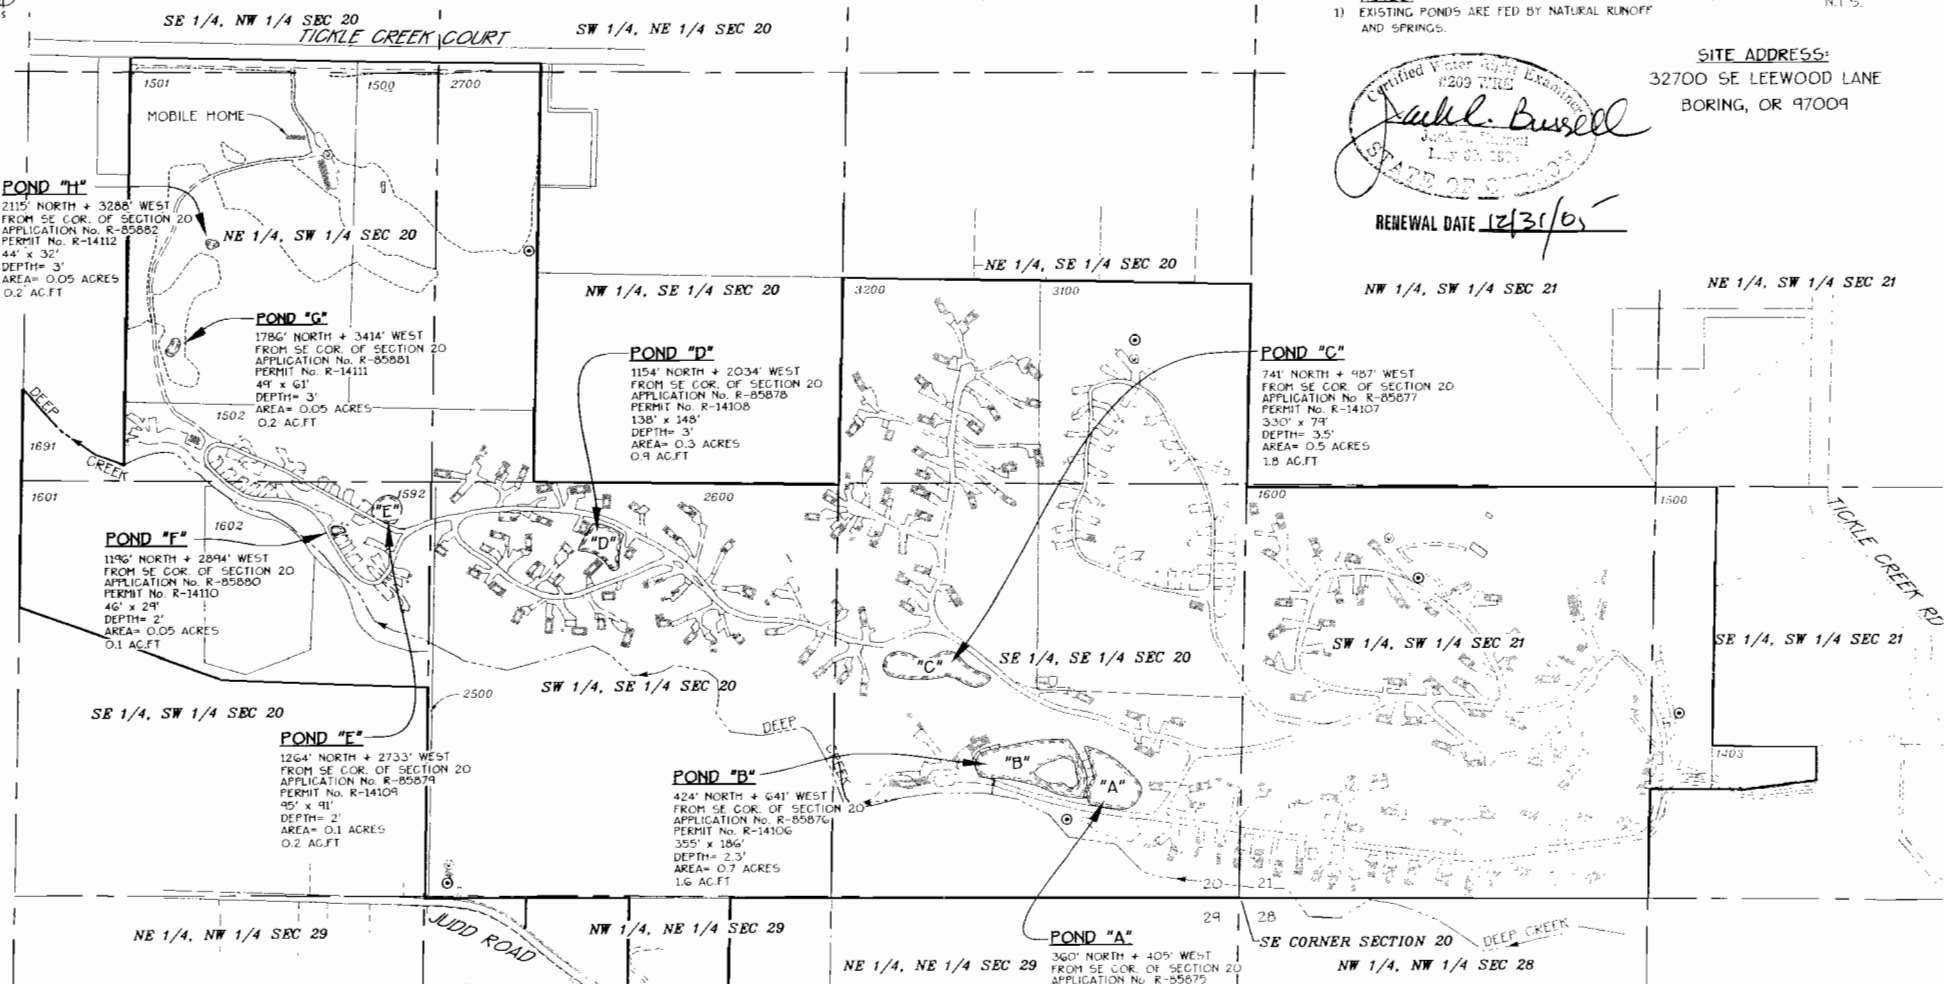 SE 1/4, NW 1/4 SEC 20
TICKLE CREEK COURT
SW 1/4, NE 1/4 SEC 20
1) EXISTING PONDS ARE FED BY NATURAL RUNOFF
AND SPRINGS.
N.T.S.
SITE ADDRESS:
32700 SE LEEWOOD LANE
BORING, OR 97009
Certified Water Right Examiner
Jack R. Bussell
STATE OF OREGON
RENEWAL DATE 12/31/05
1501
1500
2700
MOBILE HOME
POND "H"
2115' NORTH + 3288' WEST
FROM SE COR. OF SECTION 20
APPLICATION No. R-85882
PERMIT No. R-14112
44' x 32'
DEPTH= 3'
AREA= 0.05 ACRES
0.2 AC.FT
NE 1/4, SW 1/4 SEC 20
NE 1/4, SE 1/4 SEC 20
NW 1/4, SE 1/4 SEC 20
3200
3100
NW 1/4, SW 1/4 SEC 21
NE 1/4, SW 1/4 SEC 21
POND "G"
1786' NORTH + 3414' WEST
FROM SE COR. OF SECTION 20
APPLICATION No. R-85881
PERMIT No. R-14111
49' x 61'
DEPTH= 3'
AREA= 0.05 ACRES
0.2 AC.FT
POND "D"
1154' NORTH + 2034' WEST
FROM SE COR. OF SECTION 20
APPLICATION No. R-85878
PERMIT No. R-14108
138' x 148'
DEPTH= 3'
AREA= 0.3 ACRES
0.9 AC.FT
POND "C"
741' NORTH + 987' WEST
FROM SE COR. OF SECTION 20
APPLICATION No R-85877
PERMIT No. R-14107
330' x 79'
DEPTH= 3.5'
AREA= 0.5 ACRES
1.8 AC.FT
DEEP
CREEK
1502
1691
1601
1592
2600
1600
1500
1602
"E"
"D"
TICKLE CREEK RD
POND "F"
1196' NORTH + 2894' WEST
FROM SE COR. OF SECTION 20
APPLICATION No. R-85880
PERMIT No. R-14110
46' x 29'
DEPTH= 2'
AREA= 0.05 ACRES
0.1 AC.FT
SW 1/4, SW 1/4 SEC 21
SE 1/4, SW 1/4 SEC 21
"C"
SE 1/4, SE 1/4 SEC 20
SW 1/4, SE 1/4 SEC 20
2500
SE 1/4, SW 1/4 SEC 20
DEEP
CREEK
POND "E"
1264' NORTH + 2733' WEST
FROM SE COR. OF SECTION 20
APPLICATION No. R-85879
PERMIT No. R-14109
95' x 91'
DEPTH= 2'
AREA= 0.1 ACRES
0.2 AC.FT
POND "B"
424' NORTH + 641' WEST
FROM SE COR. OF SECTION 20
APPLICATION No. R-85876
PERMIT No. R-14106
355' x 186'
DEPTH= 2.3'
AREA= 0.7 ACRES
1.6 AC.FT
"B"
"A"
1403
20
21
29
28
JUDD ROAD
NE 1/4, NW 1/4 SEC 29
NW 1/4, NE 1/4 SEC 29
NE 1/4, NE 1/4 SEC 29
POND "A"
360' NORTH + 405' WEST
FROM SE COR. OF SECTION 20
APPLICATION No R-85875
SE CORNER SECTION 20
DEEP CREEK
NW 1/4, NW 1/4 SEC 28